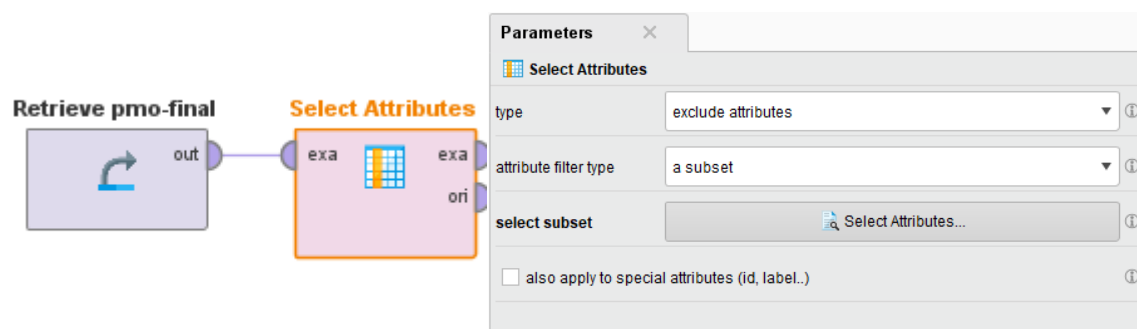 Parameters
Select Attributes
Retrieve pmo-final
Select Attributes
type
exclude attributes
out
exa
exa
attribute filter type
a subset
ori
select subset
Select Attributes...
also apply to special attributes (id, label..)